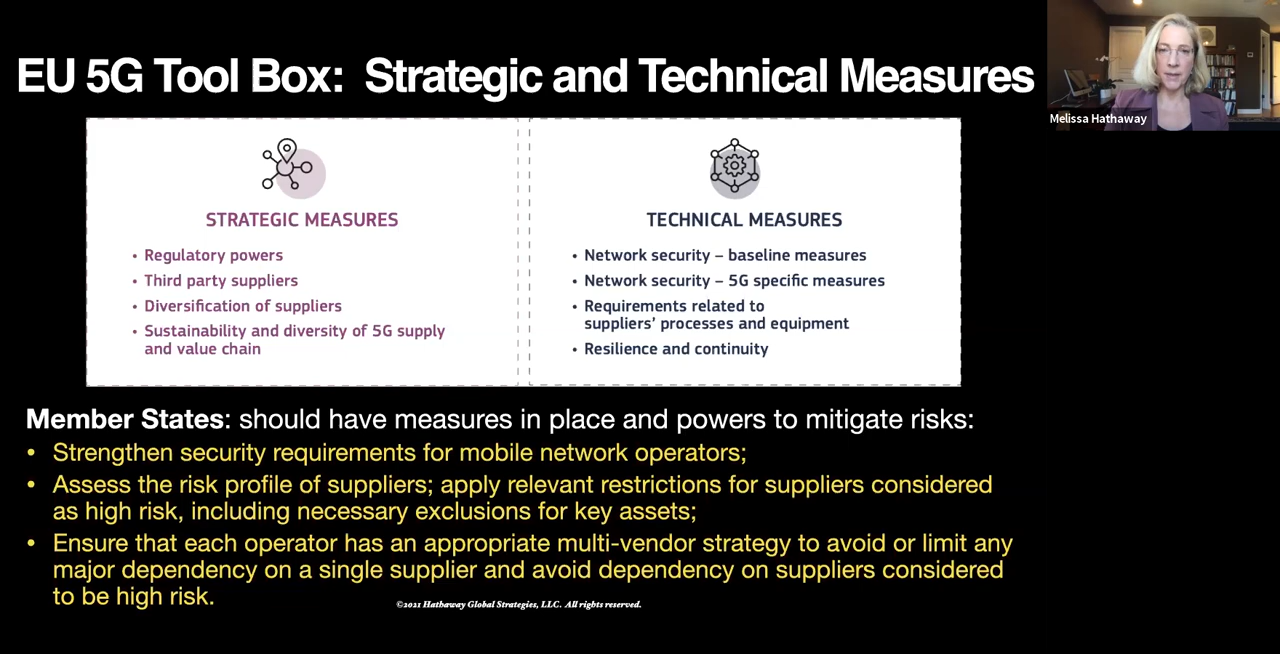 EU 5G Tool Box: Strategic and Technical Measures
Melissa Hathaway
STRATEGIC MEASURES
• Regulatory powers
• Third party suppliers
• Diversification of suppliers
• Sustainability and diversity of 5G supply
and value chain
TECHNICAL MEASURES
• Network security – baseline measures
• Network security – 5G specific measures
• Requirements related to
suppliers’ processes and equipment
• Resilience and continuity
Member States: should have measures in place and powers to mitigate risks:
• Strengthen security requirements for mobile network operators;
• Assess the risk profile of suppliers; apply relevant restrictions for suppliers considered
as high risk, including necessary exclusions for key assets;
• Ensure that each operator has an appropriate multi-vendor strategy to avoid or limit any
major dependency on a single supplier and avoid dependency on suppliers considered
to be high risk.
©2021 Hathaway Global Strategies, LLC. All rights reserved.